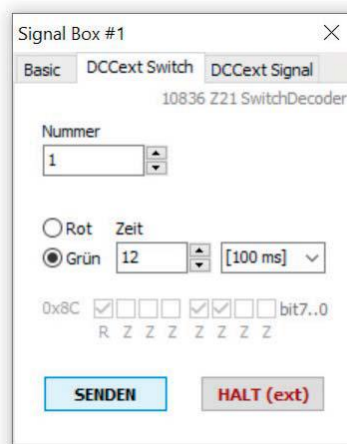 Signal Box #1
Basic DCCext Switch DCCext Signal
10836 Z21 SwitchDecoder
Nummer
1
Rot Zeit
Grün 12 [100 ms]
0x8C bit7..0
R Z Z Z Z Z Z Z
SENDEN HALT (ext)